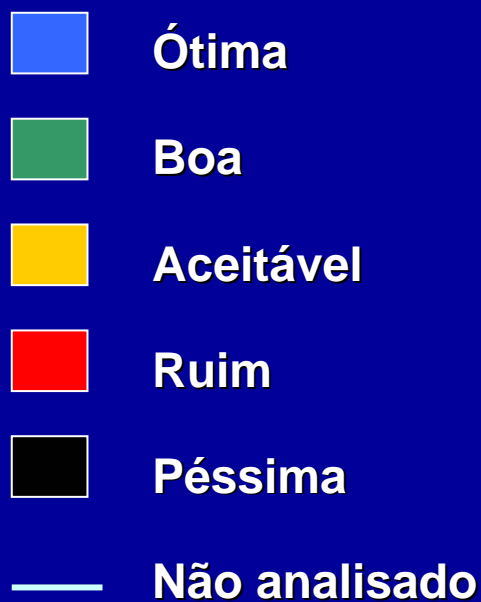 Ótima
Boa
Aceitável
Ruim
Péssima
Não analisado